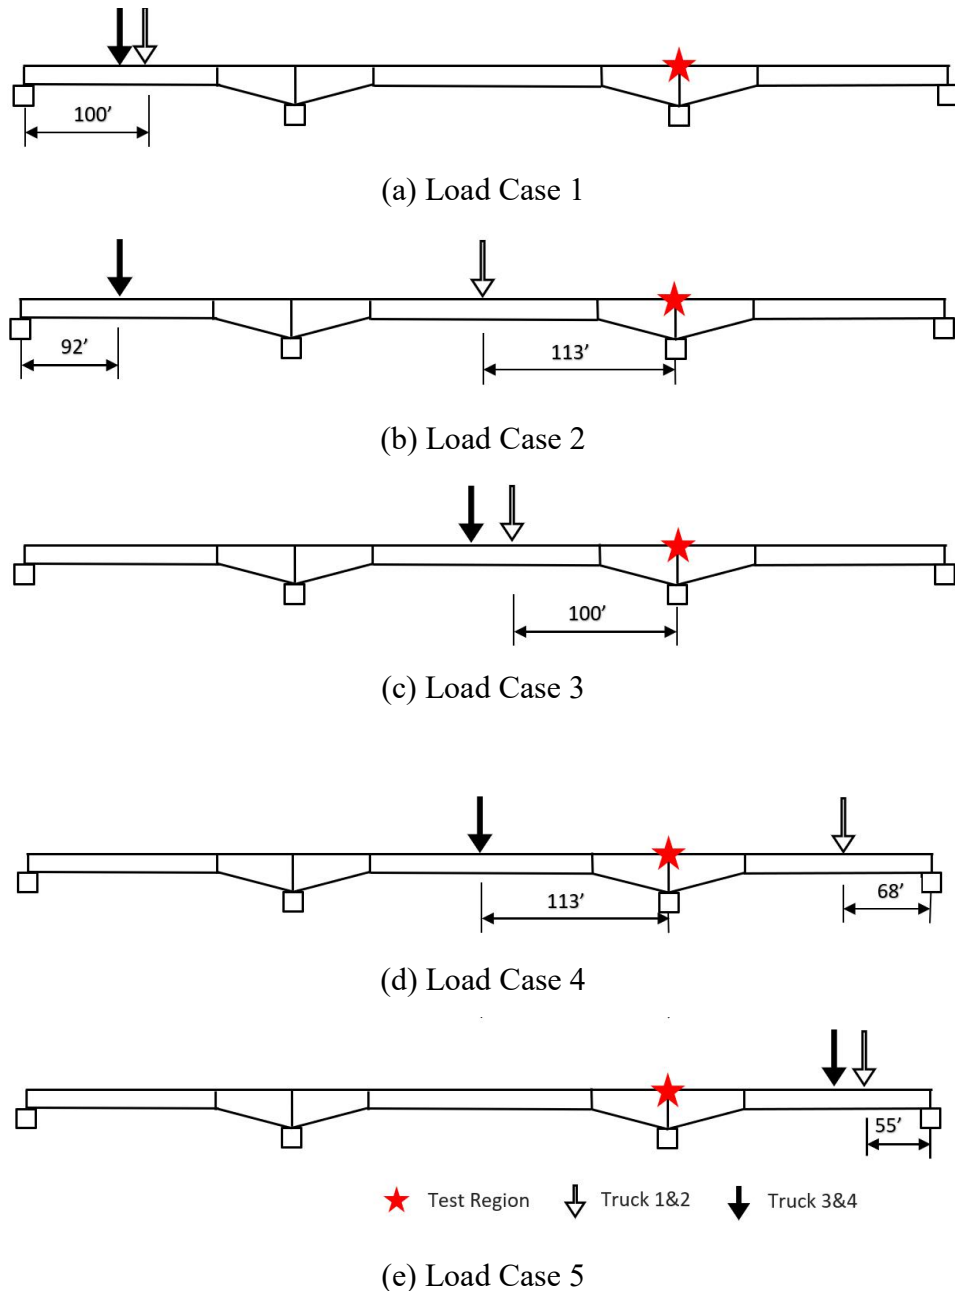 100’
(a) Load Case 1
92’
113’
(b) Load Case 2
100’
(c) Load Case 3
113’
68’
(d) Load Case 4
55’
Test Region
Truck 1&2
Truck 3&4
(e) Load Case 5